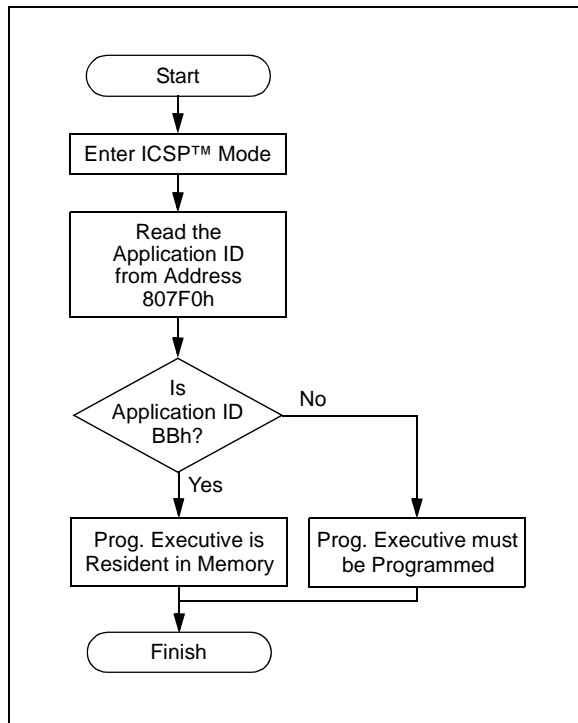 Start
Enter ICSP™ Mode
Read the
Application ID
from Address
807F0h
Is
Application ID
BBh?
No
Yes
Prog. Executive is
Resident in Memory
Prog. Executive must
be Programmed
Finish